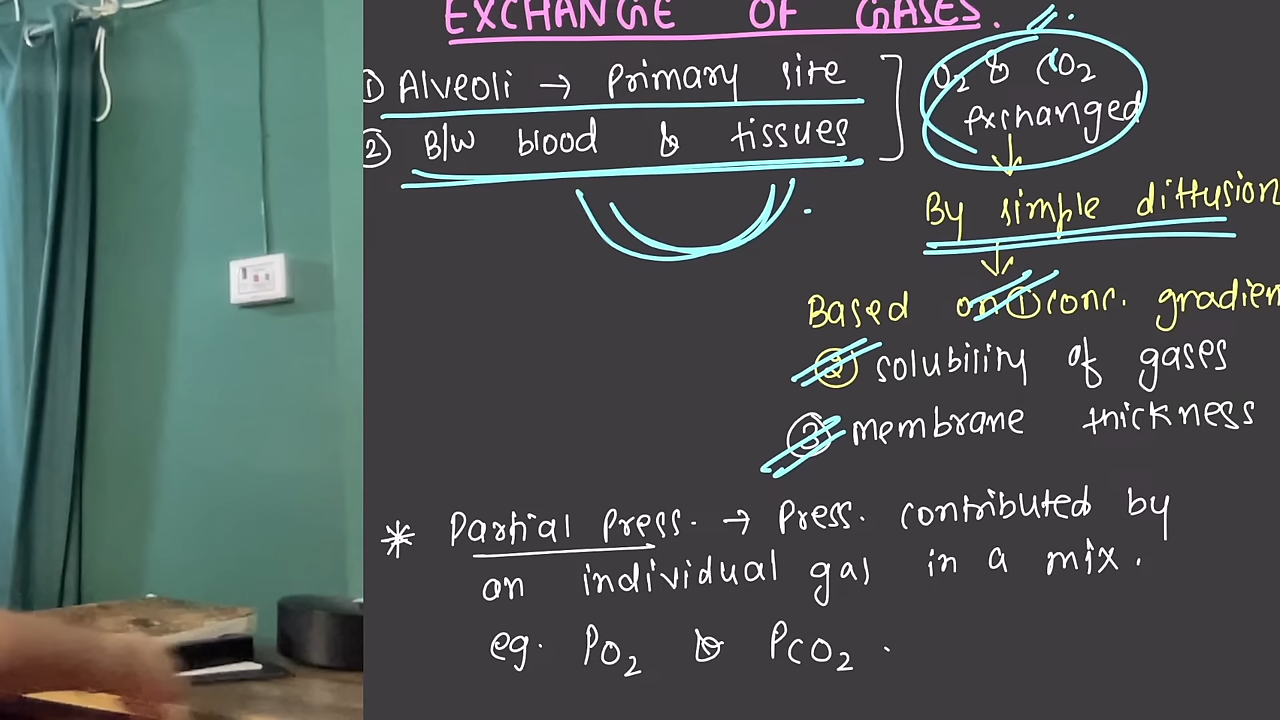 EXCHANGE OF GASES.
① Alveoli → Primary site
② B/W blood & tissues
O₂ & CO₂
exchanged
By simple diffusion
Based on ① conc. gradien
② solubility of gases
③ membrane thickness
* Partial Press. → Press. contributed by
an individual gas in a mix.
eg. PO₂ & PCO₂.